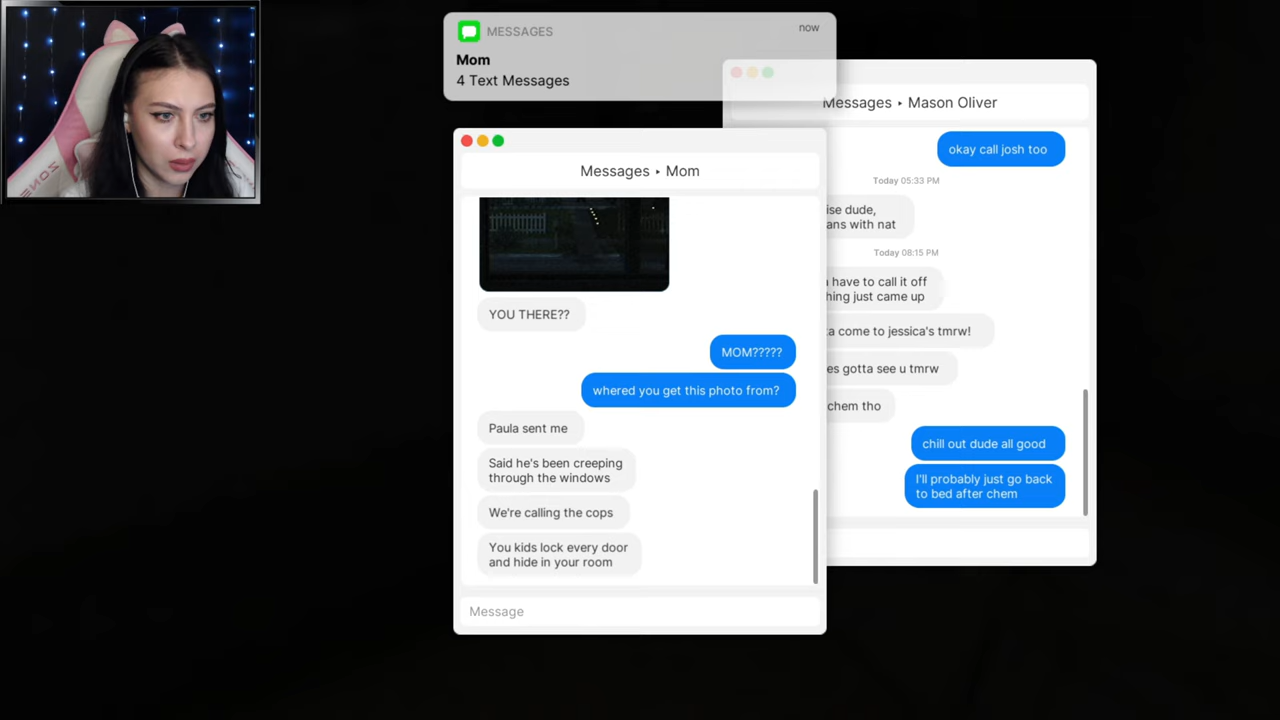 MESSAGES
now
Mom
4 Text Messages
Messages ‣ Mom
YOU THERE??
MOM?????
whered you get this photo from?
Paula sent me
Said he's been creeping
through the windows
We're calling the cops
You kids lock every door
and hide in your room
Message
Messages ‣ Mason Oliver
okay call josh too
Today 05:33 PM
dude,
with nat
Today 08:15 PM
have to call it off
just came up
come to jessica's tmrw!
gotta see u tmrw
chem tho
chill out dude all good
I'll probably just go back
to bed after chem